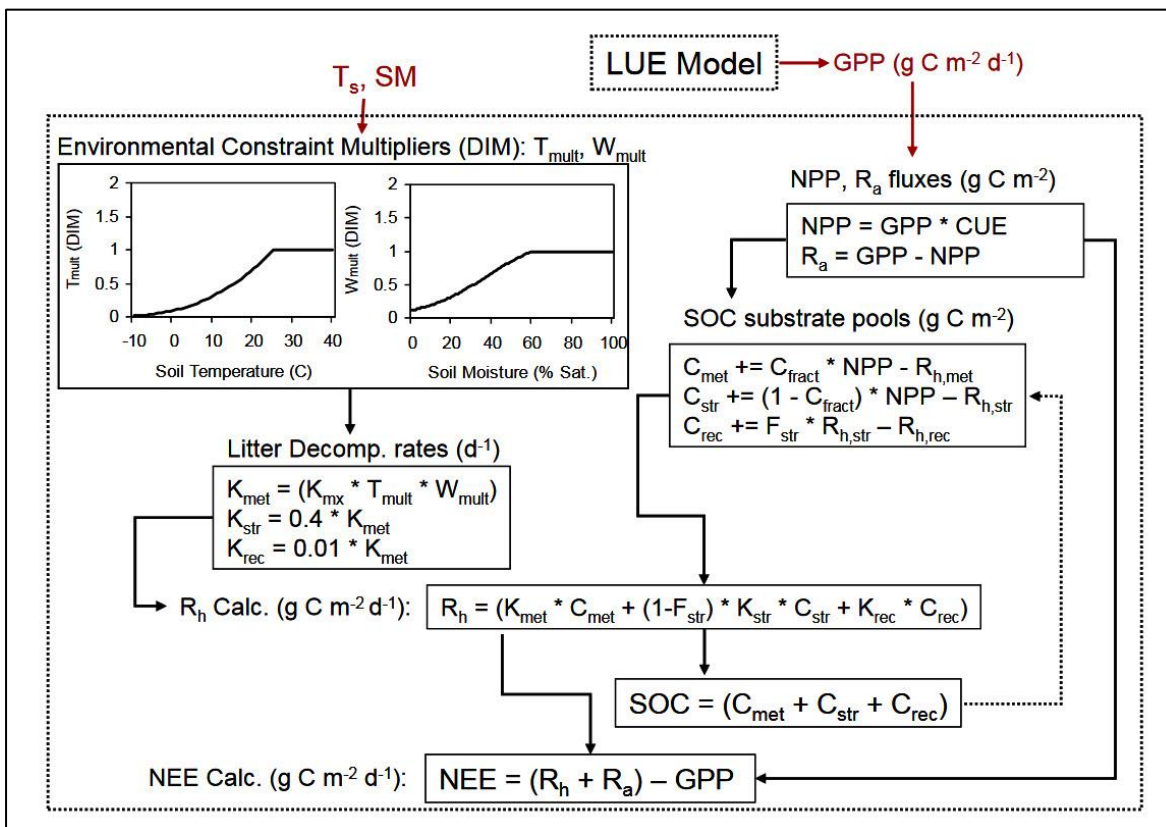 LUE Model
GPP (g C m-2 d-1)
Ts, SM
Environmental Constraint Multipliers (DIM): Tmult, Wmult
Tmult (DIM)
2
1.5
1
0.5
0
-10 0 10 20 30 40
Soil Temperature (C)
Wmult (DIM)
2
1.5
1
0.5
0
0 20 40 60 80 100
Soil Moisture (% Sat.)
NPP, Ra fluxes (g C m-2)
NPP = GPP * CUE
Ra = GPP - NPP
SOC substrate pools (g C m-2)
Cmet += Cfract * NPP - Rh,met
Cstr += (1 - Cfract) * NPP – Rh,str
Crec += Fstr * Rh,str – Rh,rec
Litter Decomp. rates (d-1)
Kmet = (Kmx * Tmult * Wmult)
Kstr = 0.4 * Kmet
Krec = 0.01 * Kmet
Rh Calc. (g C m-2 d-1):
Rh = (Kmet * Cmet + (1-Fstr) * Kstr * Cstr + Krec * Crec)
SOC = (Cmet + Cstr + Crec)
NEE Calc. (g C m-2 d-1):
NEE = (Rh + Ra) – GPP